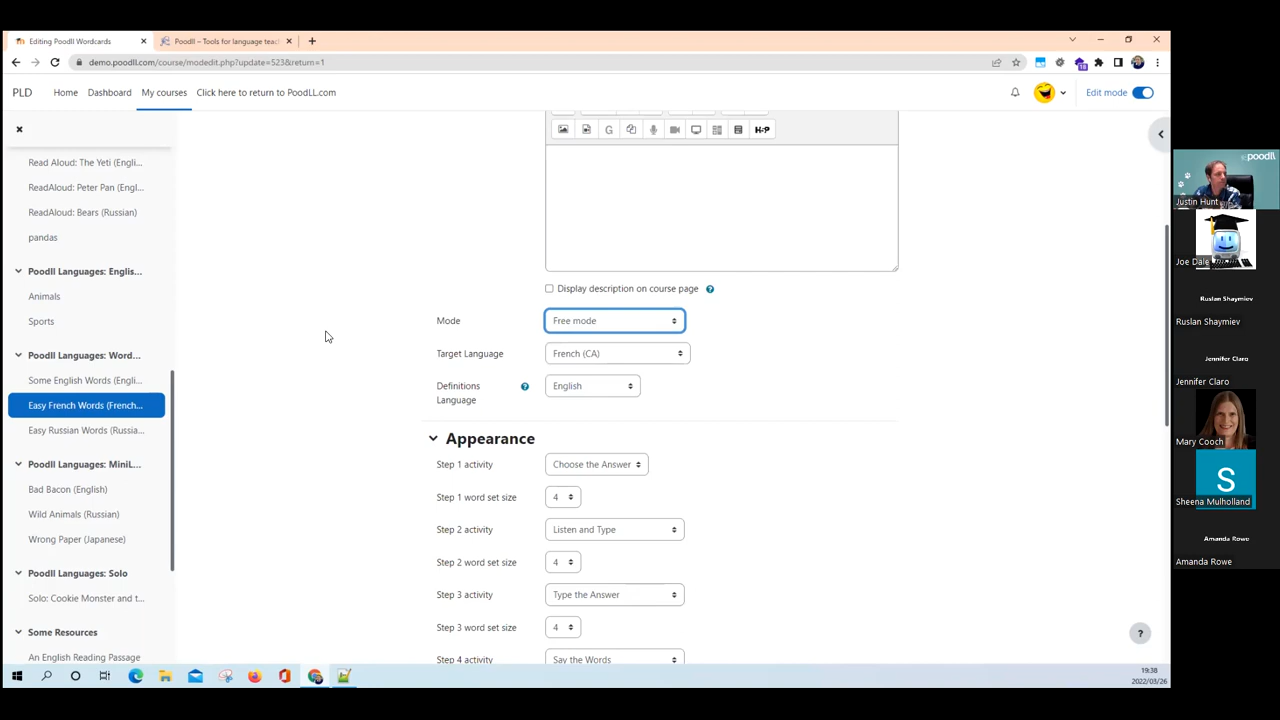 Editing Poodll Wordcards
Poodll – Tools for language teac
demo.poodll.com/course/modedit.php?update=523&return=1
18
PLD
Home
Dashboard
My courses
Click here to return to PoodLL.com
Edit mode
Read Aloud: The Yeti (Engli...
ReadAloud: Peter Pan (Engl...
ReadAloud: Bears (Russian)
pandas
Poodll Languages: Englis...
Animals
Sports
Poodll Languages: Word...
Some English Words (Engli...
Easy French Words (French...
Easy Russian Words (Russia...
Poodll Languages: MiniL...
Bad Bacon (English)
Wild Animals (Russian)
Wrong Paper (Japanese)
Poodll Languages: Solo
Solo: Cookie Monster and t...
Some Resources
An English Reading Passage
G
H-P
Display description on course page
Mode
Free mode
Target Language
French (CA)
Definitions
Language
English
Appearance
Step 1 activity
Choose the Answer
Step 1 word set size
4
Step 2 activity
Listen and Type
Step 2 word set size
4
Step 3 activity
Type the Answer
Step 3 word set size
4
Step 4 activity
Say the Words
?
19:38
2022/03/26
poodll
Justin Hunt
Joe Dale
Ruslan Shaymiev
Ruslan Shaymiev
Jennifer Claro
Jennifer Claro
Mary Cooch
S
Sheena Mulholland
Amanda Rowe
Amanda Rowe